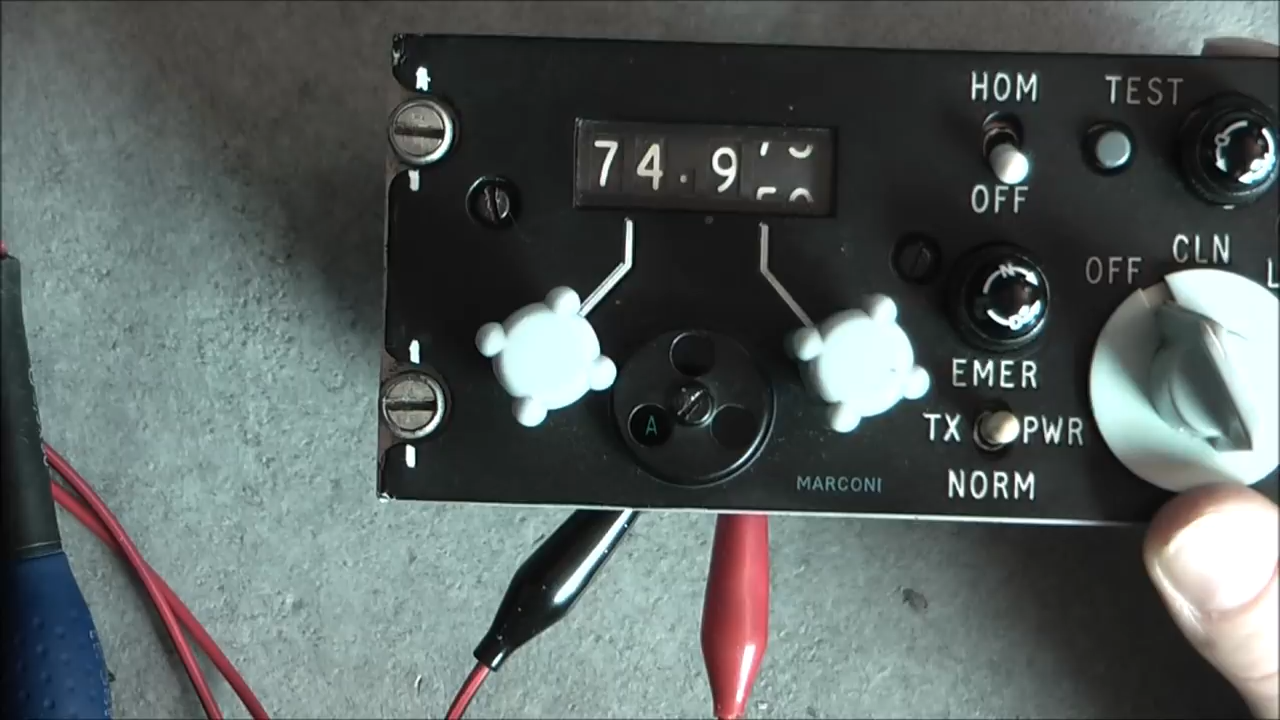 HOM
TEST
74.9
OFF
CLN
OFF
EMER
A
TX PWR
MARCONI
NORM